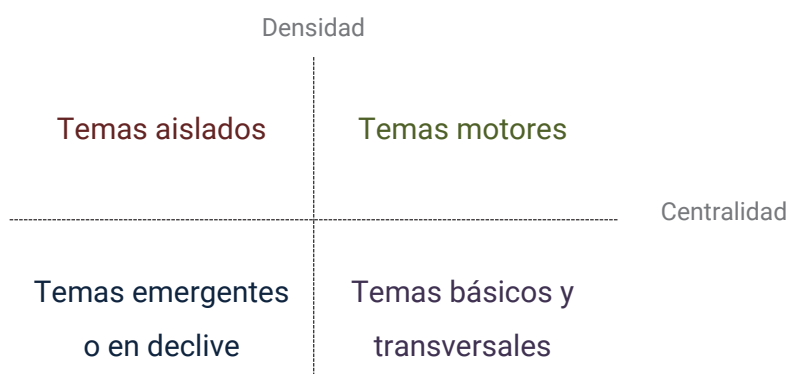 Densidad
Temas aislados
Temas motores
Centralidad
Temas emergentes
o en declive
Temas básicos y
transversales